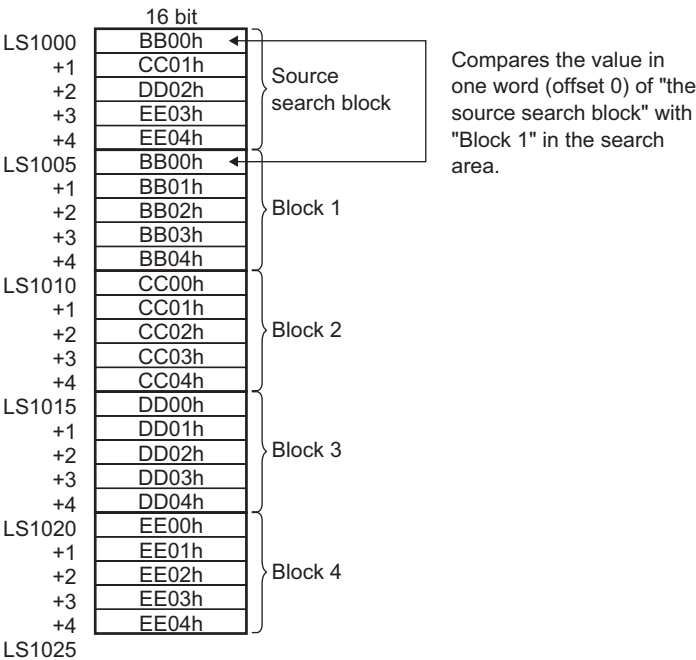 16 bit
LS1000 BB00h
+1 CC01h
+2 DD02h
+3 EE03h
+4 EE04h
Source
search block
LS1005 BB00h
+1 BB01h
+2 BB02h
+3 BB03h
+4 BB04h
Block 1
LS1010 CC00h
+1 CC01h
+2 CC02h
+3 CC03h
+4 CC04h
Block 2
LS1015 DD00h
+1 DD01h
+2 DD02h
+3 DD03h
+4 DD04h
Block 3
LS1020 EE00h
+1 EE01h
+2 EE02h
+3 EE03h
+4 EE04h
Block 4
LS1025
Compares the value in
one word (offset 0) of "the
source search block" with
"Block 1" in the search
area.